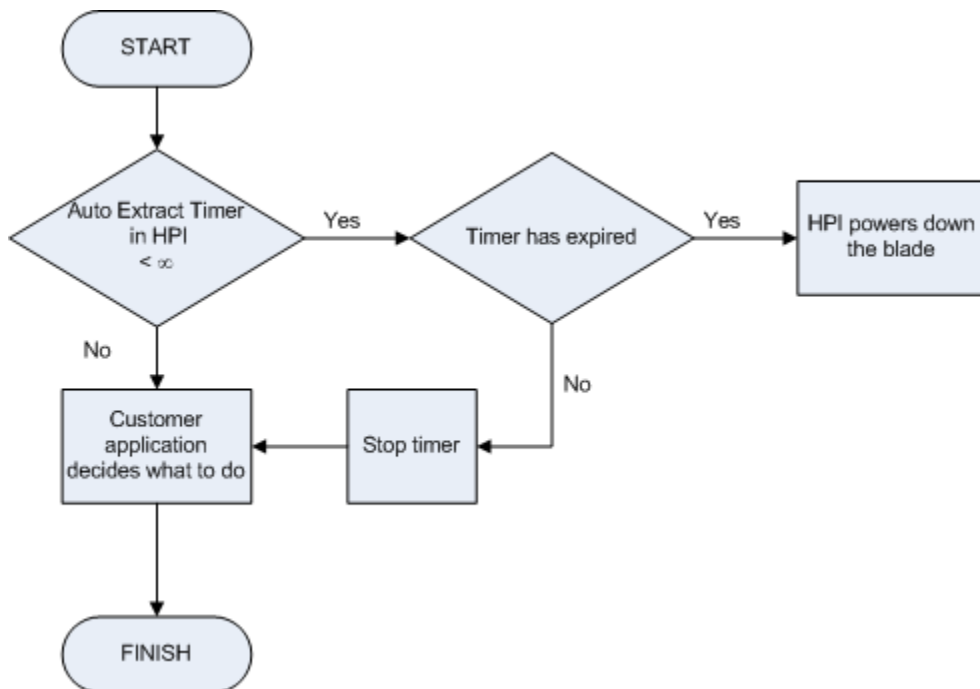 START
Auto Extract Timer
in HPI
< ∞
Yes
Timer has expired
Yes
HPI powers down
the blade
No
No
Customer
application
decides what to do
Stop timer
FINISH